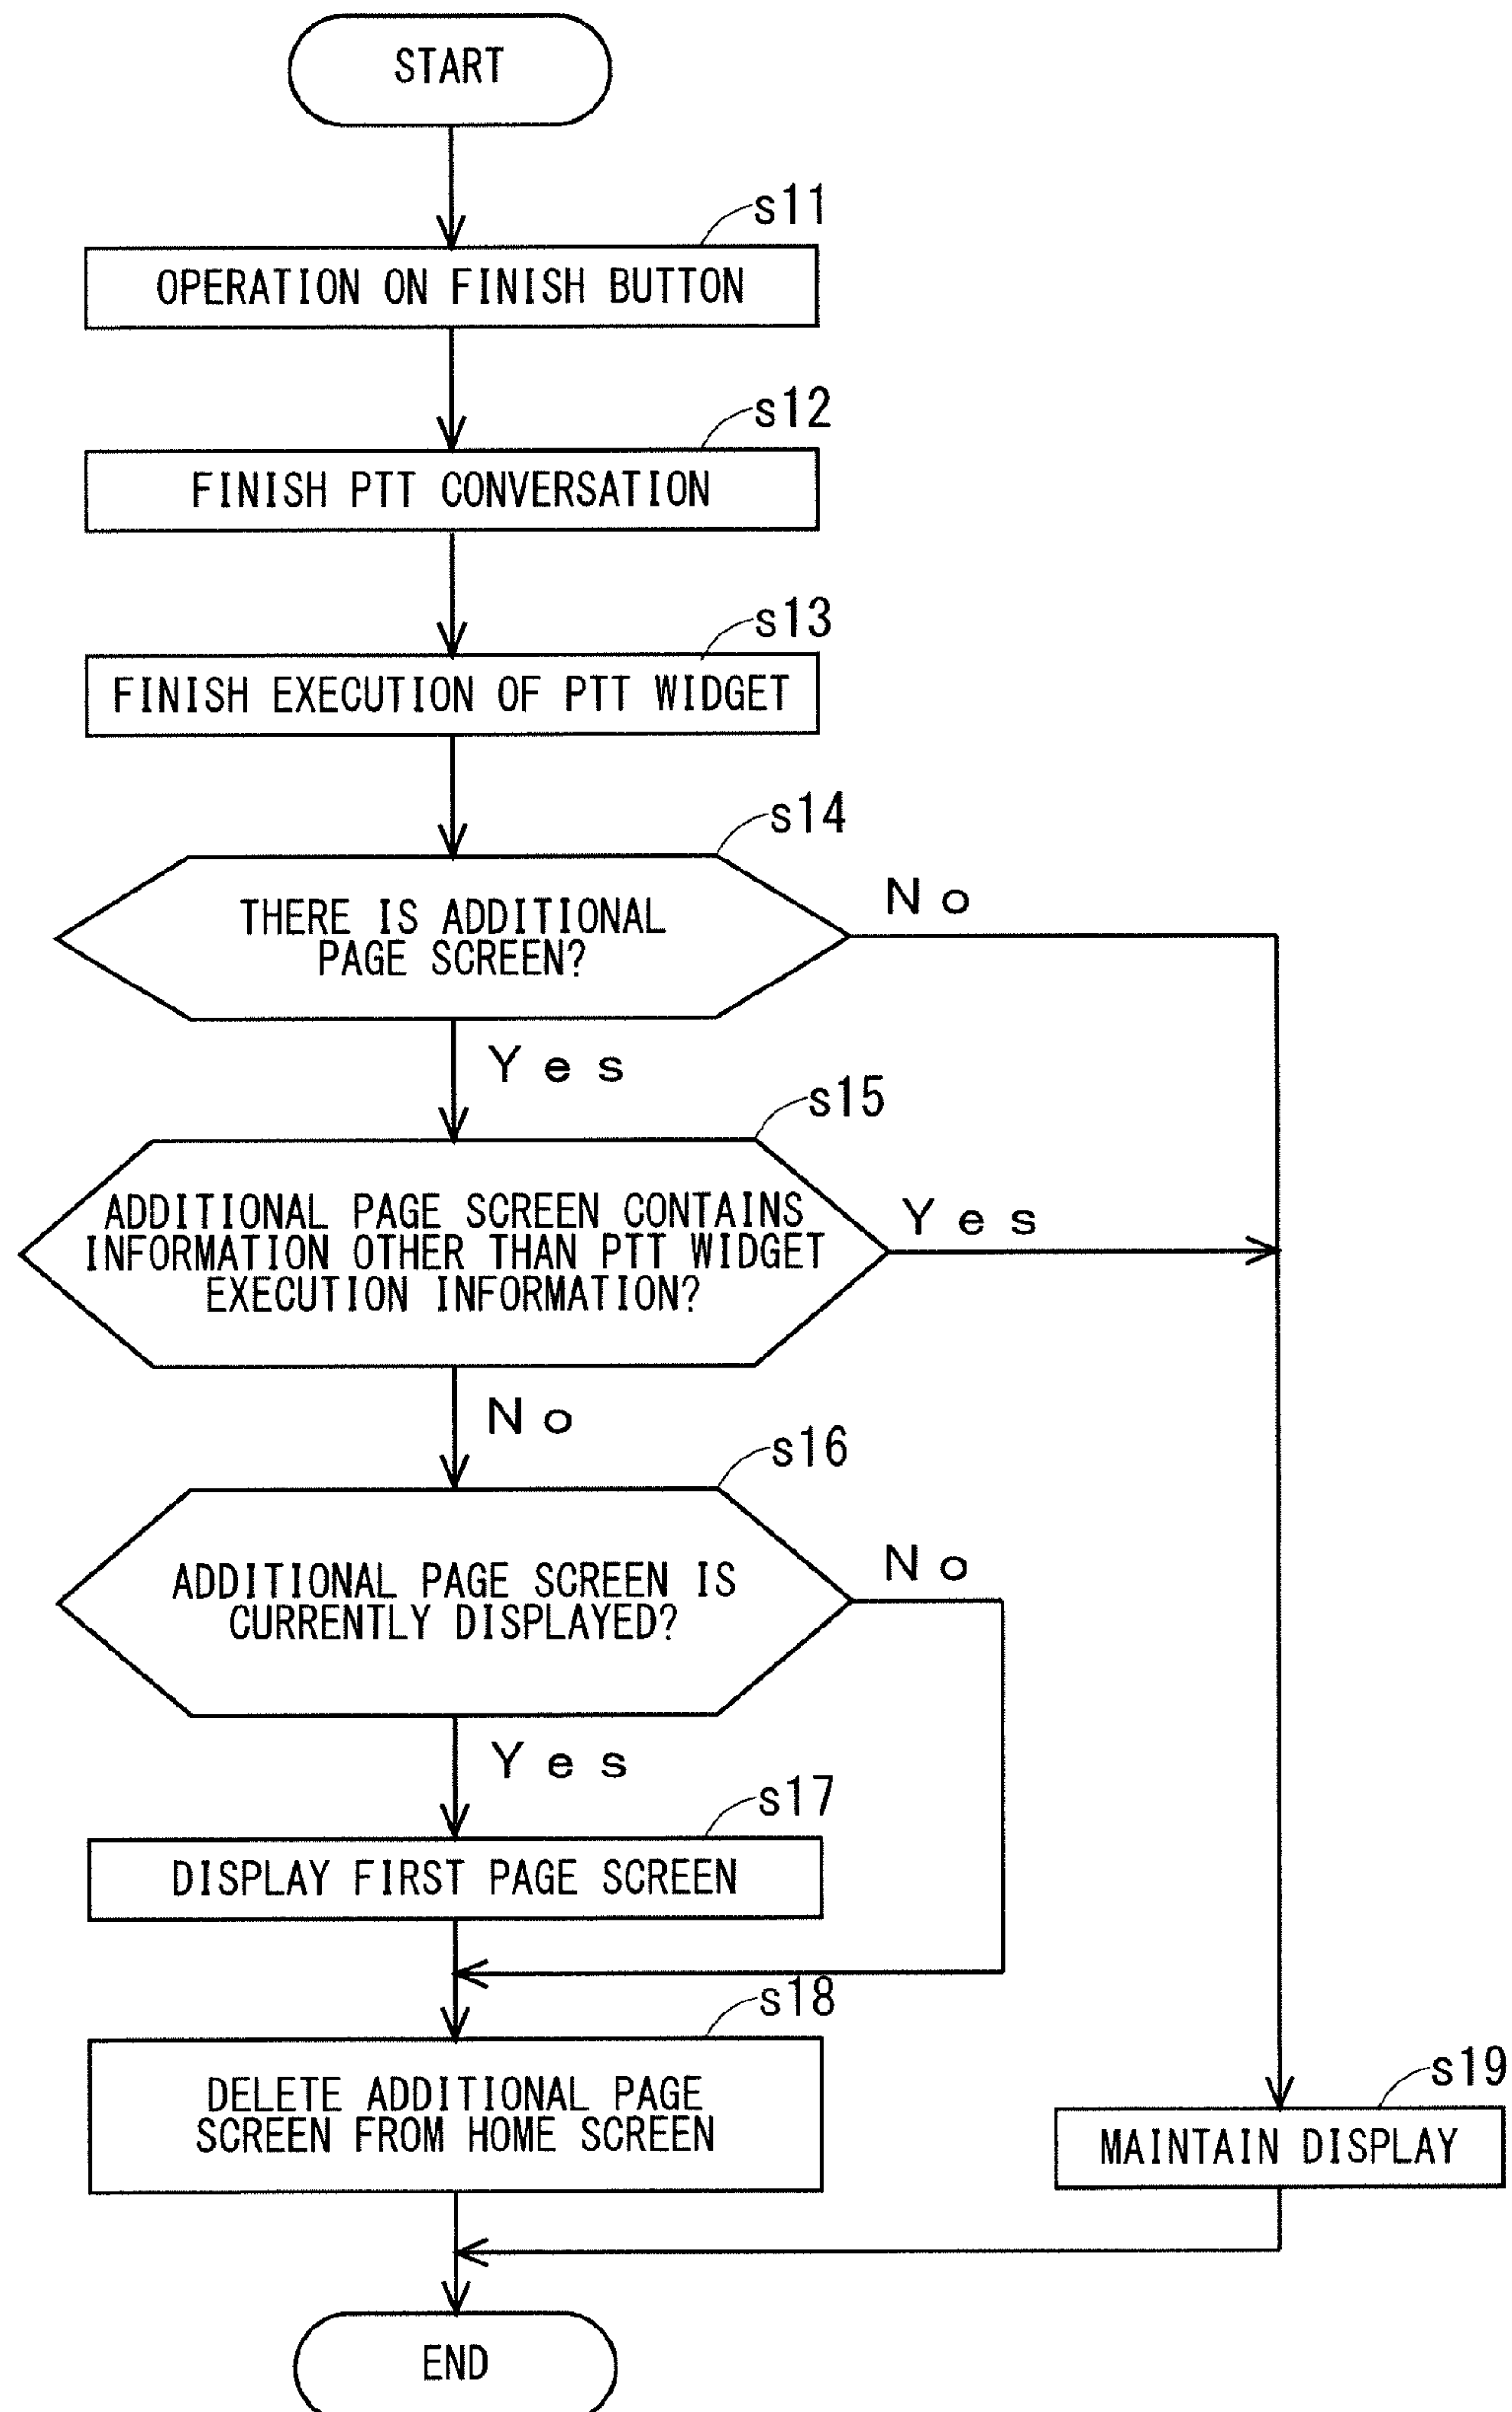 START
s11
OPERATION ON FINISH BUTTON
s12
FINISH PTT CONVERSATION
s13
FINISH EXECUTION OF PTT WIDGET
s14
THERE IS ADDITIONAL
PAGE SCREEN?
No
Yes
s15
ADDITIONAL PAGE SCREEN CONTAINS
INFORMATION OTHER THAN PTT WIDGET
EXECUTION INFORMATION?
Yes
No
s16
ADDITIONAL PAGE SCREEN IS
CURRENTLY DISPLAYED?
No
Yes
s17
DISPLAY FIRST PAGE SCREEN
s18
DELETE ADDITIONAL PAGE
SCREEN FROM HOME SCREEN
s19
MAINTAIN DISPLAY
END